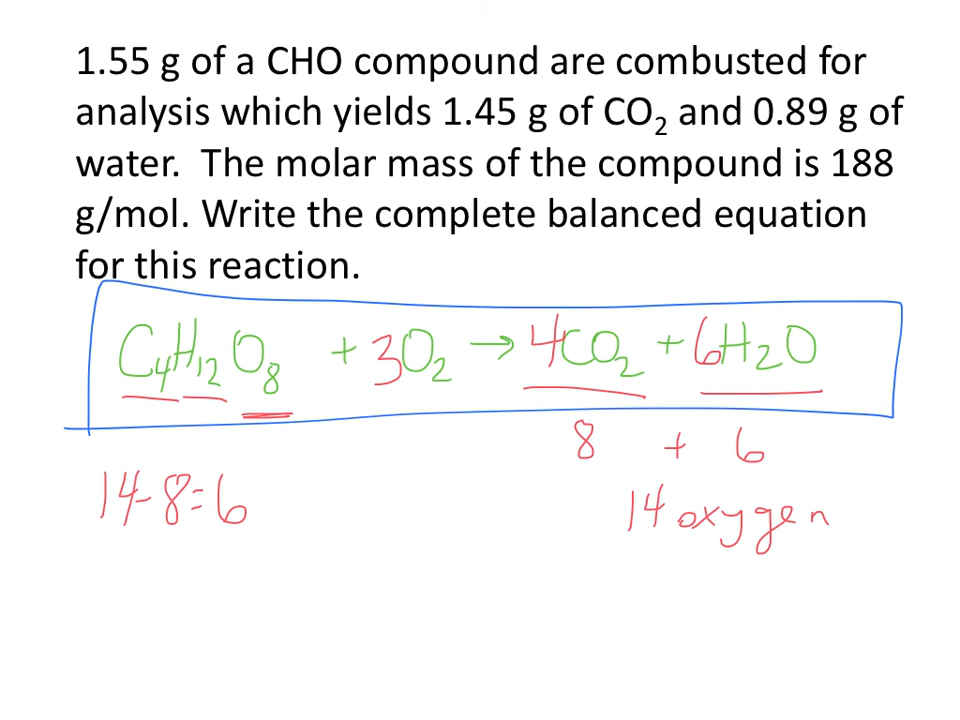 1.55 g of a CHO compound are combusted for
analysis which yields 1.45 g of CO₂ and 0.89 g of
water. The molar mass of the compound is 188
g/mol. Write the complete balanced equation
for this reaction.
C₄H₁₂O₈ + 3O₂ → 4CO₂ + 6H₂O
8 + 6
14-8=6
14 oxygen